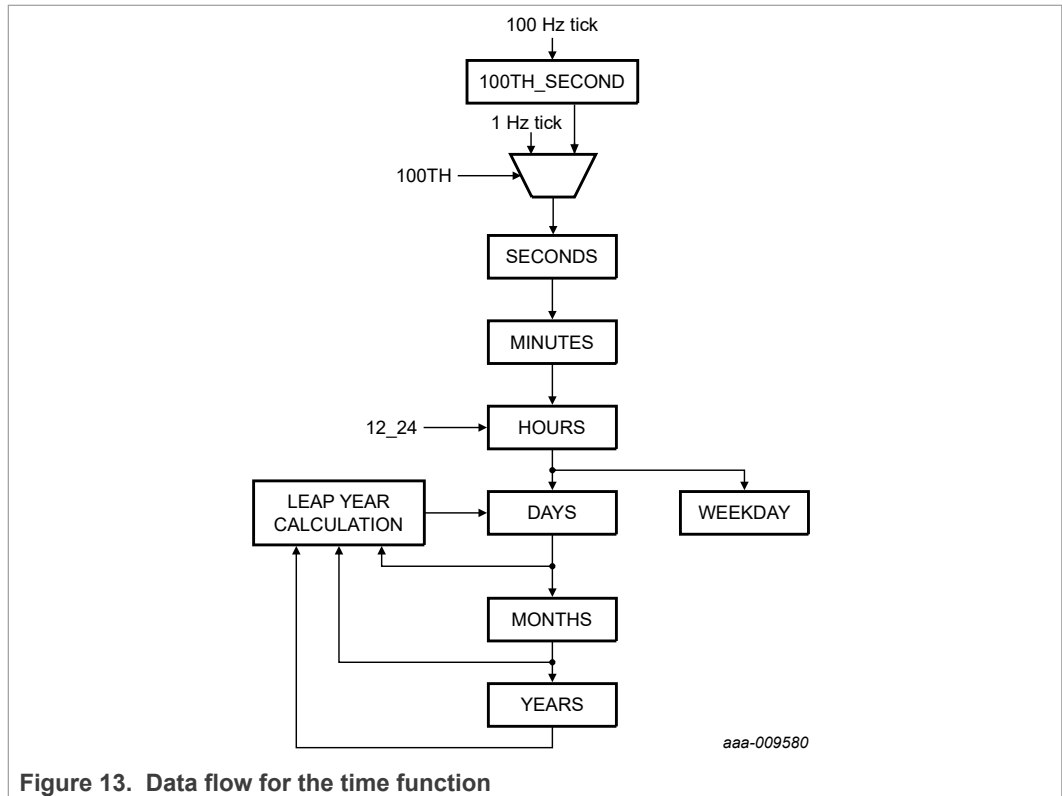 100 Hz tick
100TH_SECOND
1 Hz tick
100TH
SECONDS
MINUTES
12_24
HOURS
LEAP YEAR
CALCULATION
DAYS
WEEKDAY
MONTHS
YEARS
aaa-009580
Figure 13. Data flow for the time function